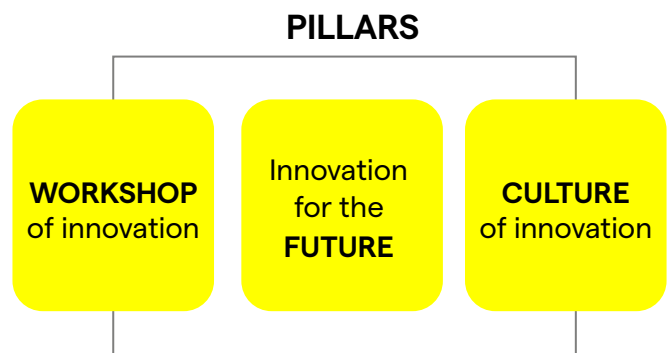 PILLARS
WORKSHOP
of innovation
Innovation
for the
FUTURE
CULTURE
of innovation